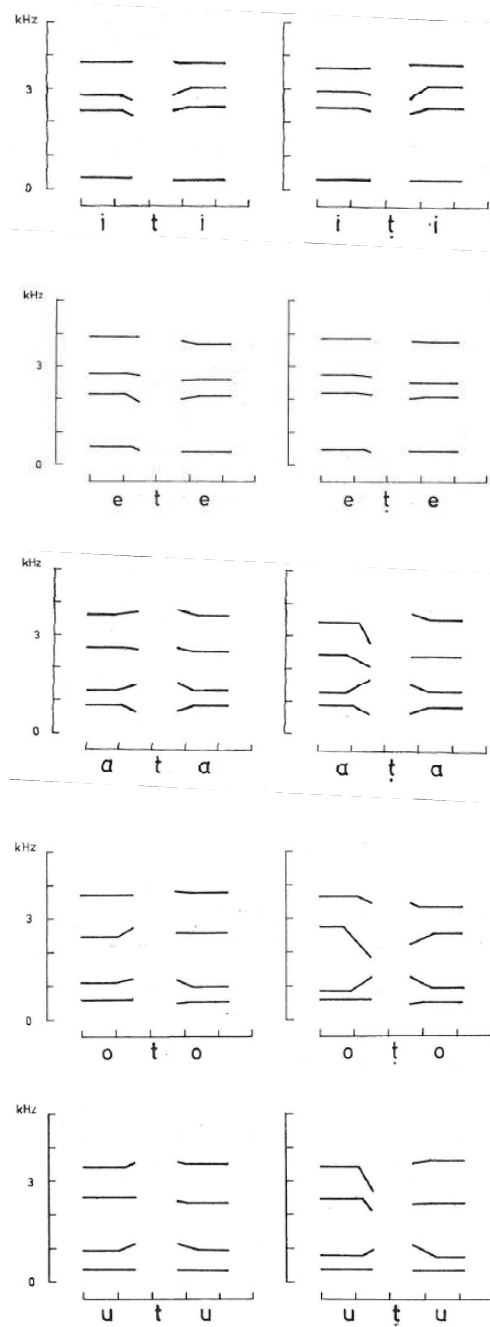 kHz
3
0
i t i i ṭ i
kHz
3
0
e t e e ṭ e
kHz
3
0
a t a a ṭ a
kHz
3
0
o t o o ṭ o
kHz
3
0
u t u u ṭ u